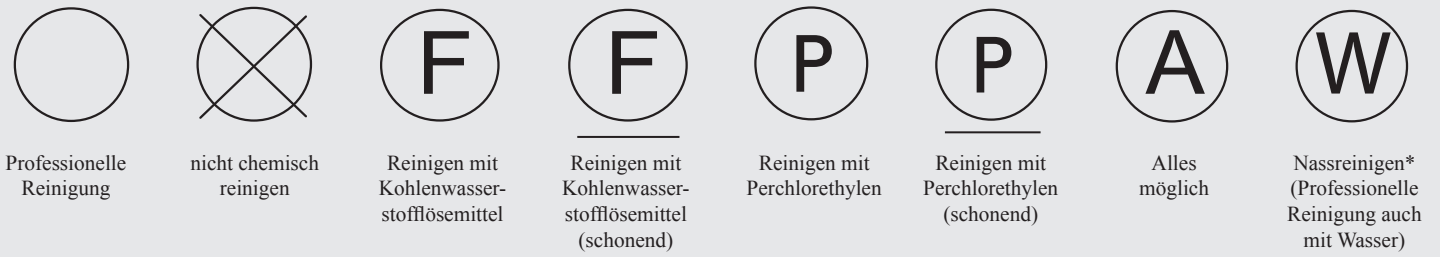 F
F
P
P
A
W
Professionelle
Reinigung
nicht chemisch
reinigen
Reinigen mit
Kohlenwasser-
stofflösemittel
Reinigen mit
Kohlenwasser-
stofflösemittel
(schonend)
Reinigen mit
Perchlorethylen
Reinigen mit
Perchlorethylen
(schonend)
Alles
möglich
Nassreinigen*
(Professionelle
Reinigung auch
mit Wasser)